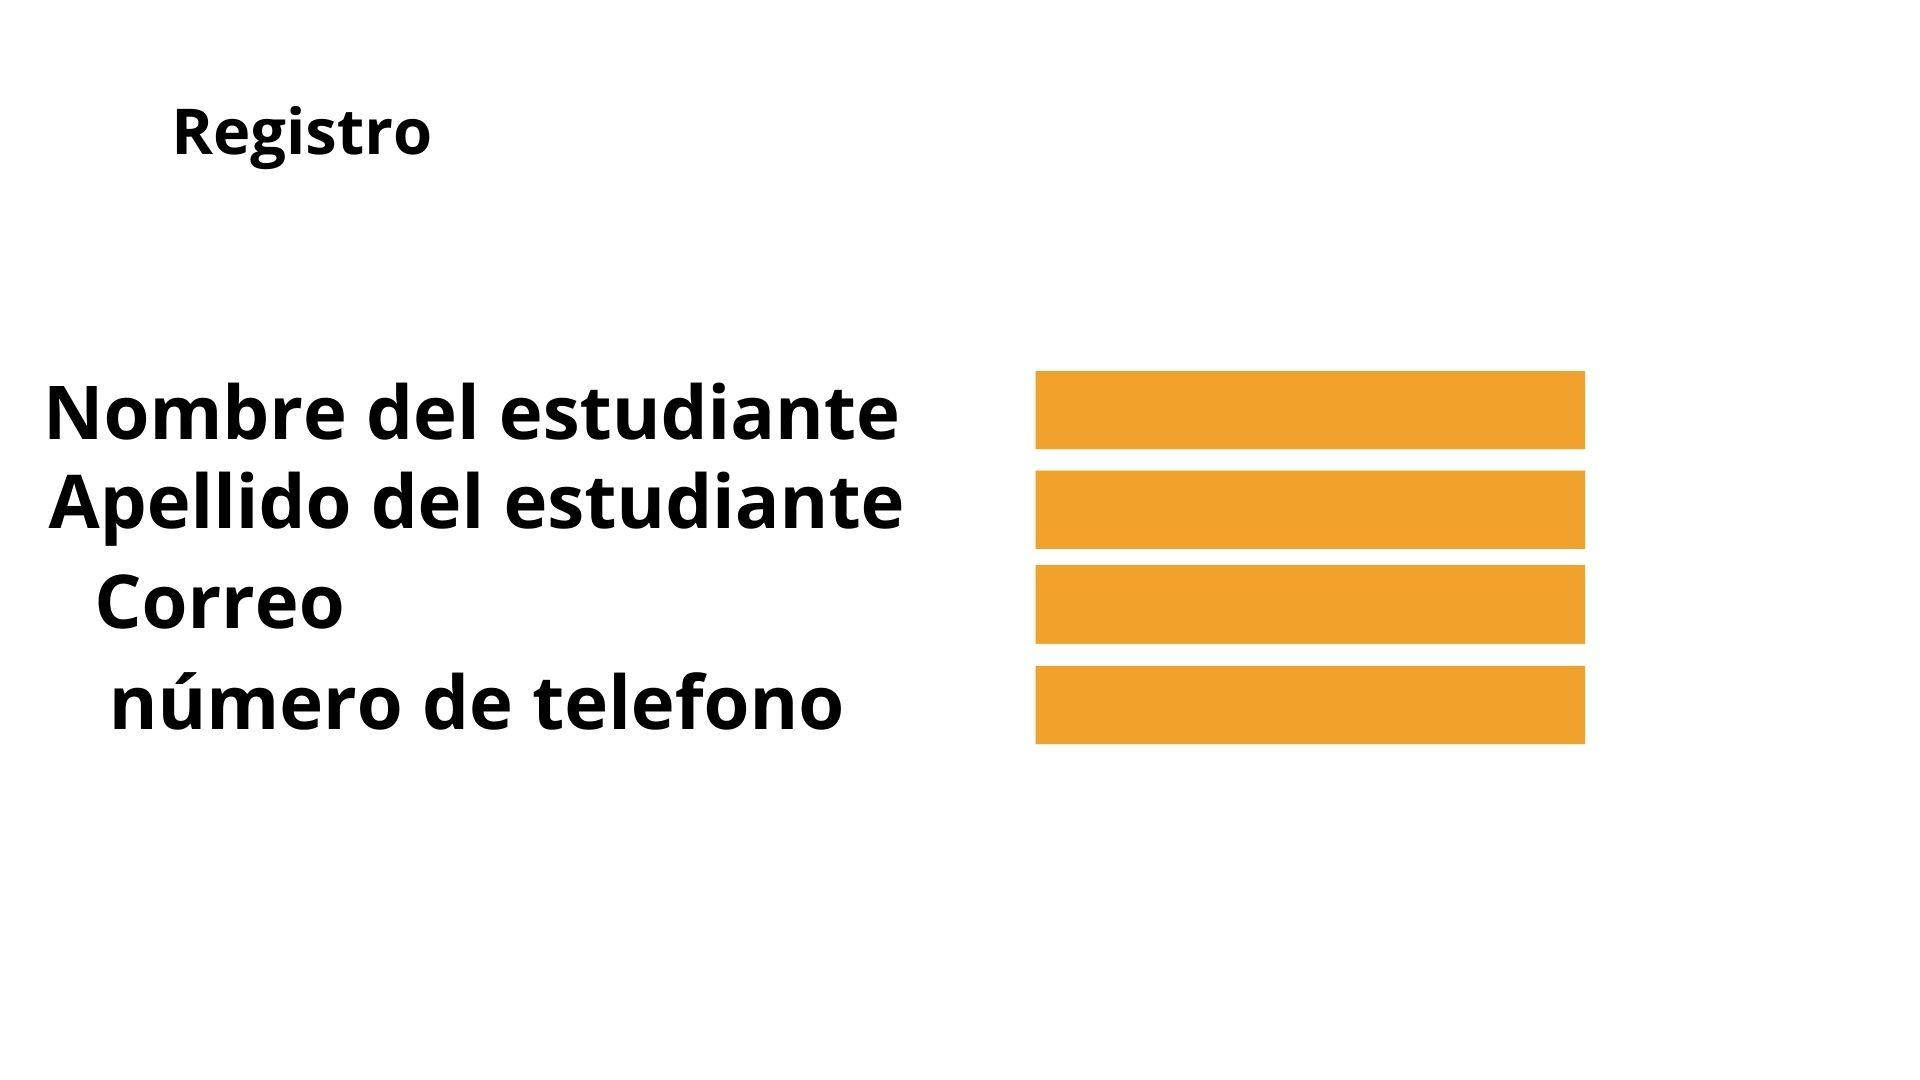 Registro
Nombre del estudiante
Apellido del estudiante
Correo
número de telefono